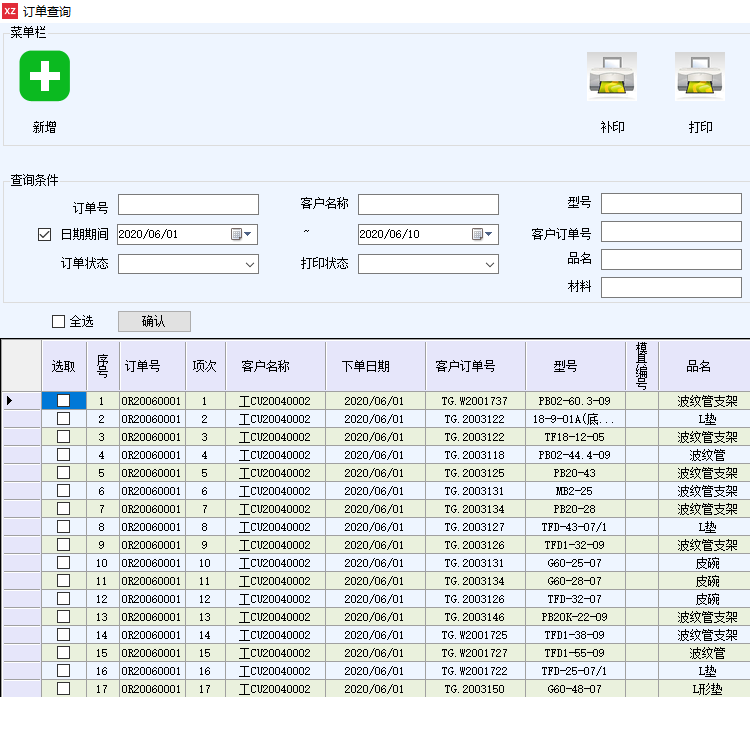 XZ 订单查询
菜单栏
新增 补印 打印
查询条件
订单号 客户名称 型号
日期期间 2020/06/01 ~ 2020/06/10 客户订单号
订单状态 打印状态 品名
材料
全选 确认
选取 序号 订单号 项次 客户名称 下单日期 客户订单号 型号 模具编号 品名
1 OR20060001 1 工CU20040002 2020/06/01 TG.W2001737 PB02-60.3-09 波纹管支架
2 OR20060001 2 工CU20040002 2020/06/01 TG.2003122 18-9-01A(底... L垫
3 OR20060001 3 工CU20040002 2020/06/01 TG.2003122 TF18-12-05 波纹管支架
4 OR20060001 4 工CU20040002 2020/06/01 TG.2003118 PB02-44.4-09 波纹管
5 OR20060001 5 工CU20040002 2020/06/01 TG.2003125 PB20-43 波纹管支架
6 OR20060001 6 工CU20040002 2020/06/01 TG.2003131 MB2-25 波纹管支架
7 OR20060001 7 工CU20040002 2020/06/01 TG.2003134 PB20-28 波纹管支架
8 OR20060001 8 工CU20040002 2020/06/01 TG.2003127 TFD-43-07/1 L垫
9 OR20060001 9 工CU20040002 2020/06/01 TG.2003126 TFD1-32-09 波纹管支架
10 OR20060001 10 工CU20040002 2020/06/01 TG.2003131 G60-25-07 皮碗
11 OR20060001 11 工CU20040002 2020/06/01 TG.2003134 G60-28-07 皮碗
12 OR20060001 12 工CU20040002 2020/06/01 TG.2003126 TFD-32-07 皮碗
13 OR20060001 13 工CU20040002 2020/06/01 TG.2003146 PB20K-22-09 波纹管支架
14 OR20060001 14 工CU20040002 2020/06/01 TG.W2001725 TFD1-38-09 波纹管支架
15 OR20060001 15 工CU20040002 2020/06/01 TG.W2001727 TFD1-55-09 波纹管
16 OR20060001 16 工CU20040002 2020/06/01 TG.W2001722 TFD-25-07/1 L垫
17 OR20060001 17 工CU20040002 2020/06/01 TG.2003150 G60-48-07 L形垫